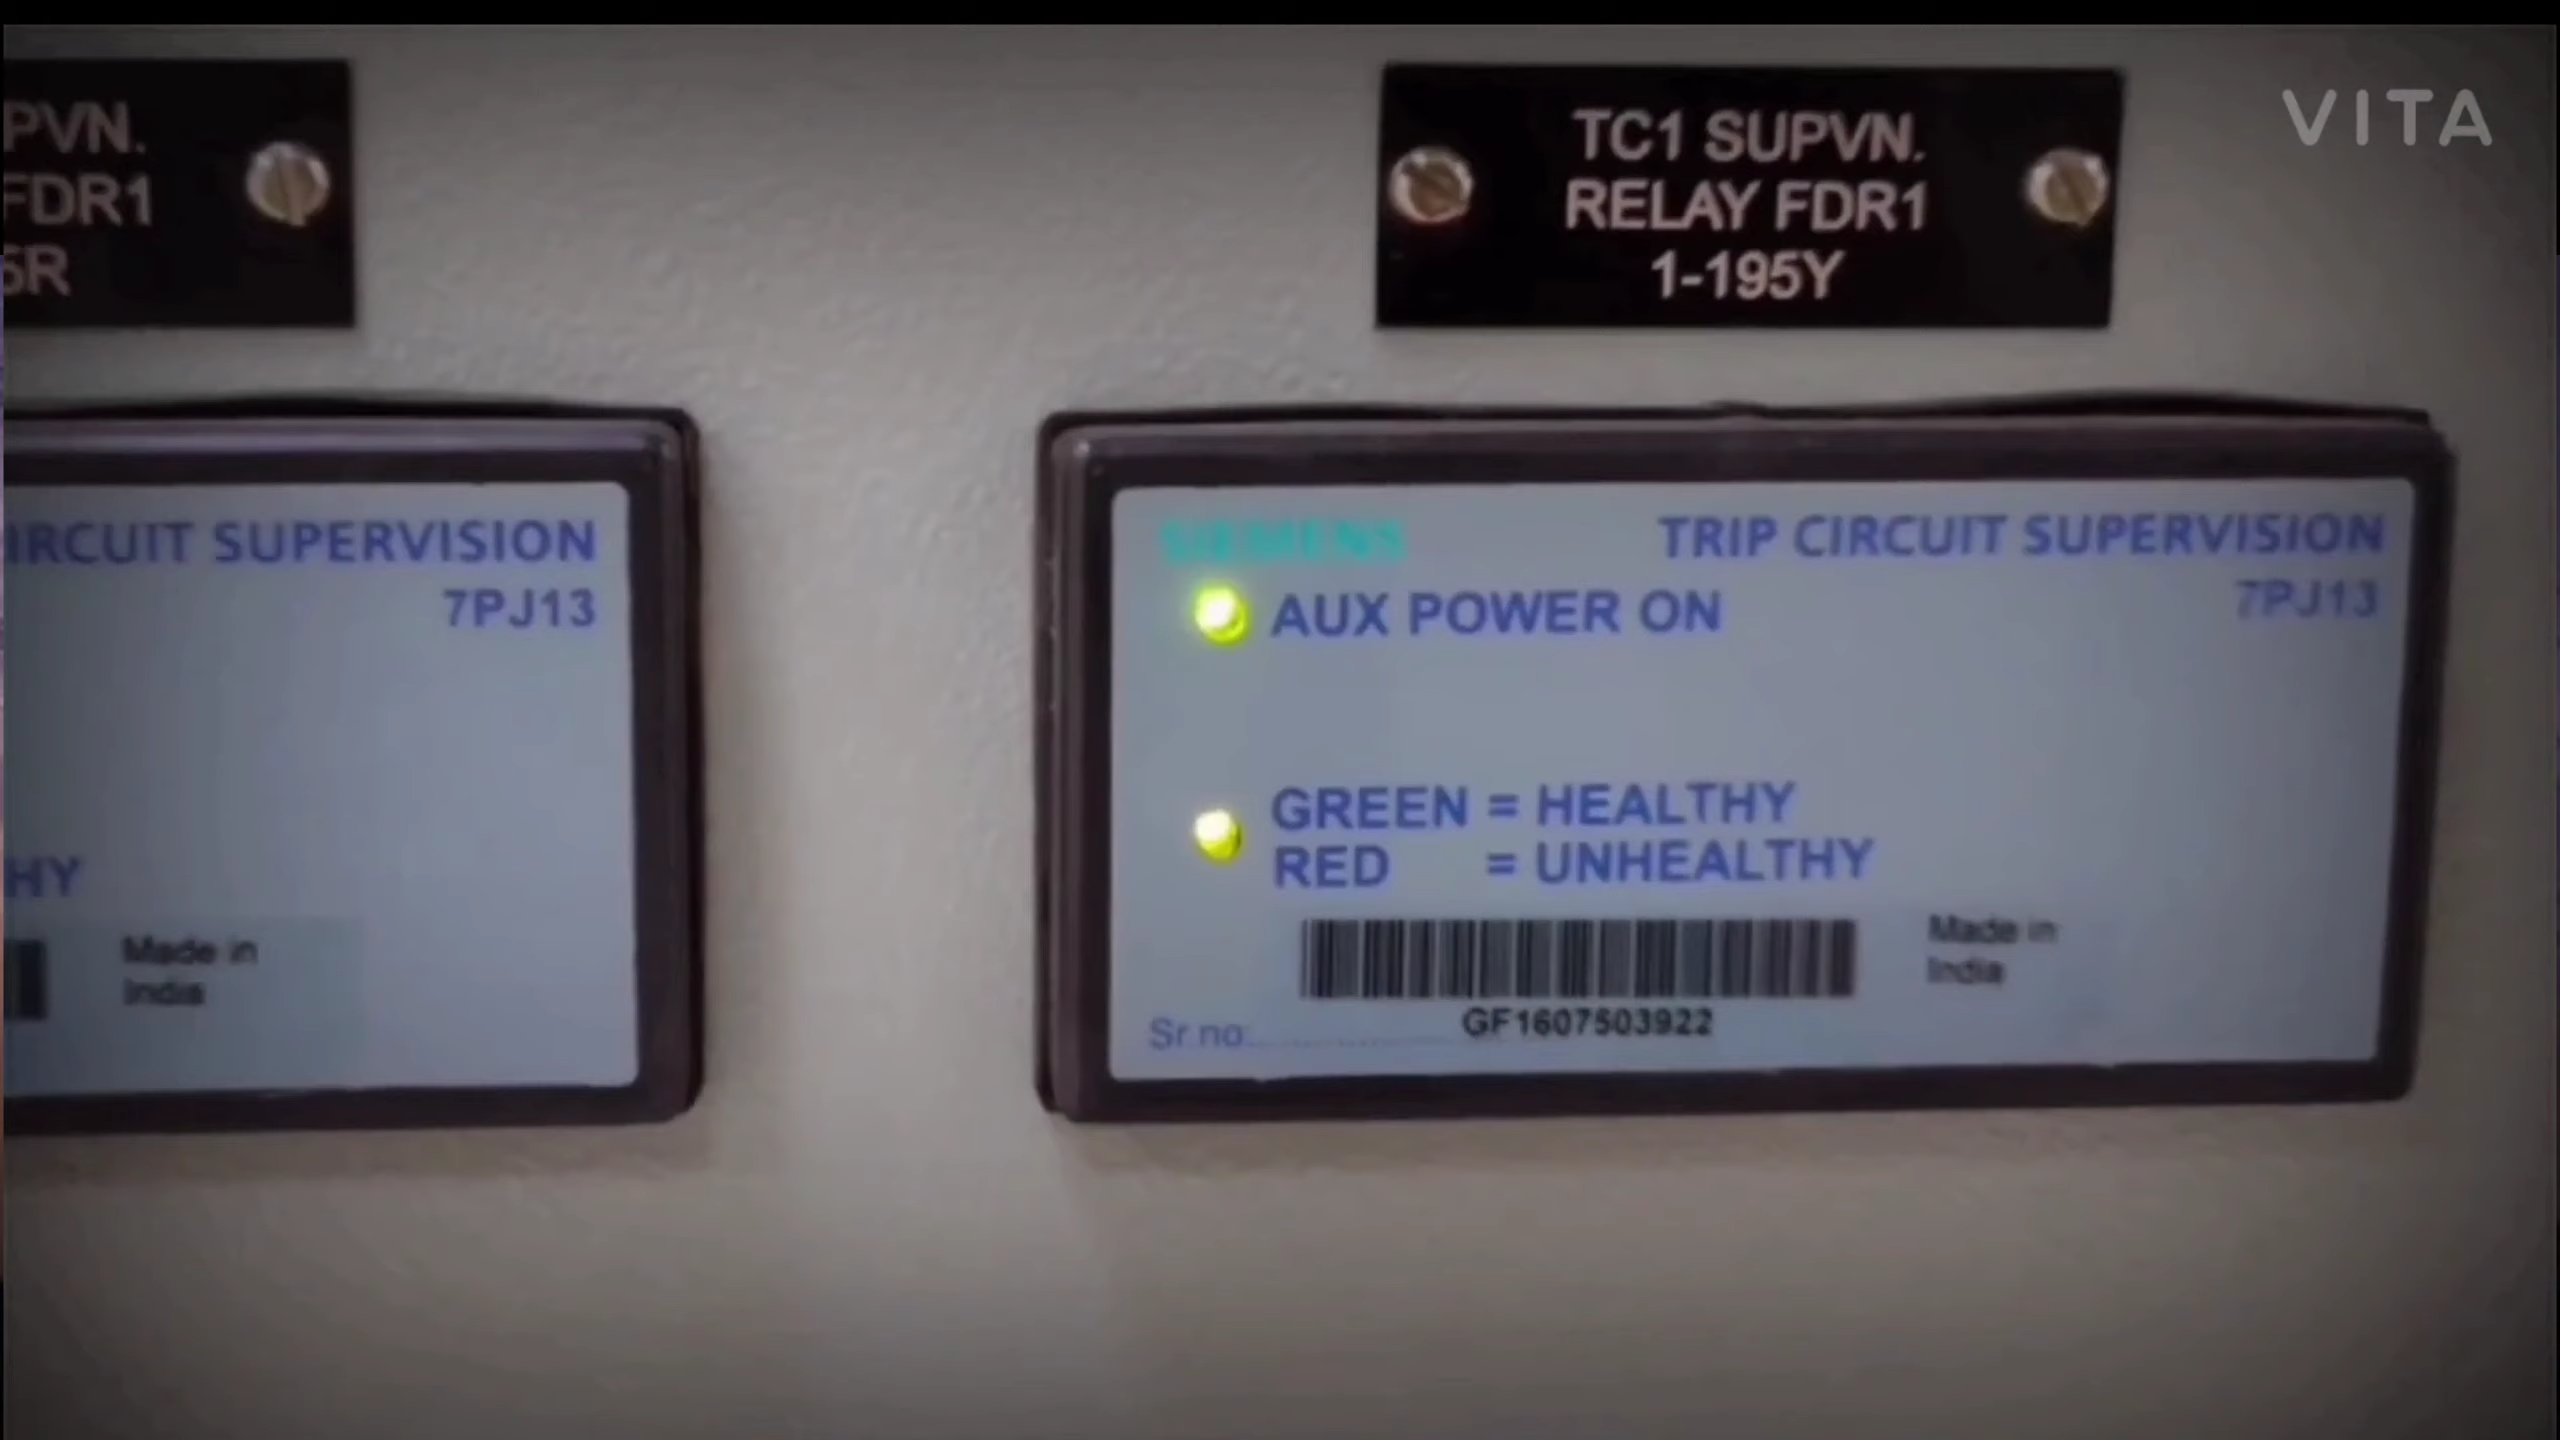 PVN.
FDR1
5R
TC1 SUPVN.
RELAY FDR1
1-195Y
VITA
IRCUIT SUPERVISION
7PJ13
HY
Made in
India
SIEMENS
TRIP CIRCUIT SUPERVISION
7PJ13
AUX POWER ON
GREEN = HEALTHY
RED = UNHEALTHY
Made in
India
Sr.no:
GF1607503922